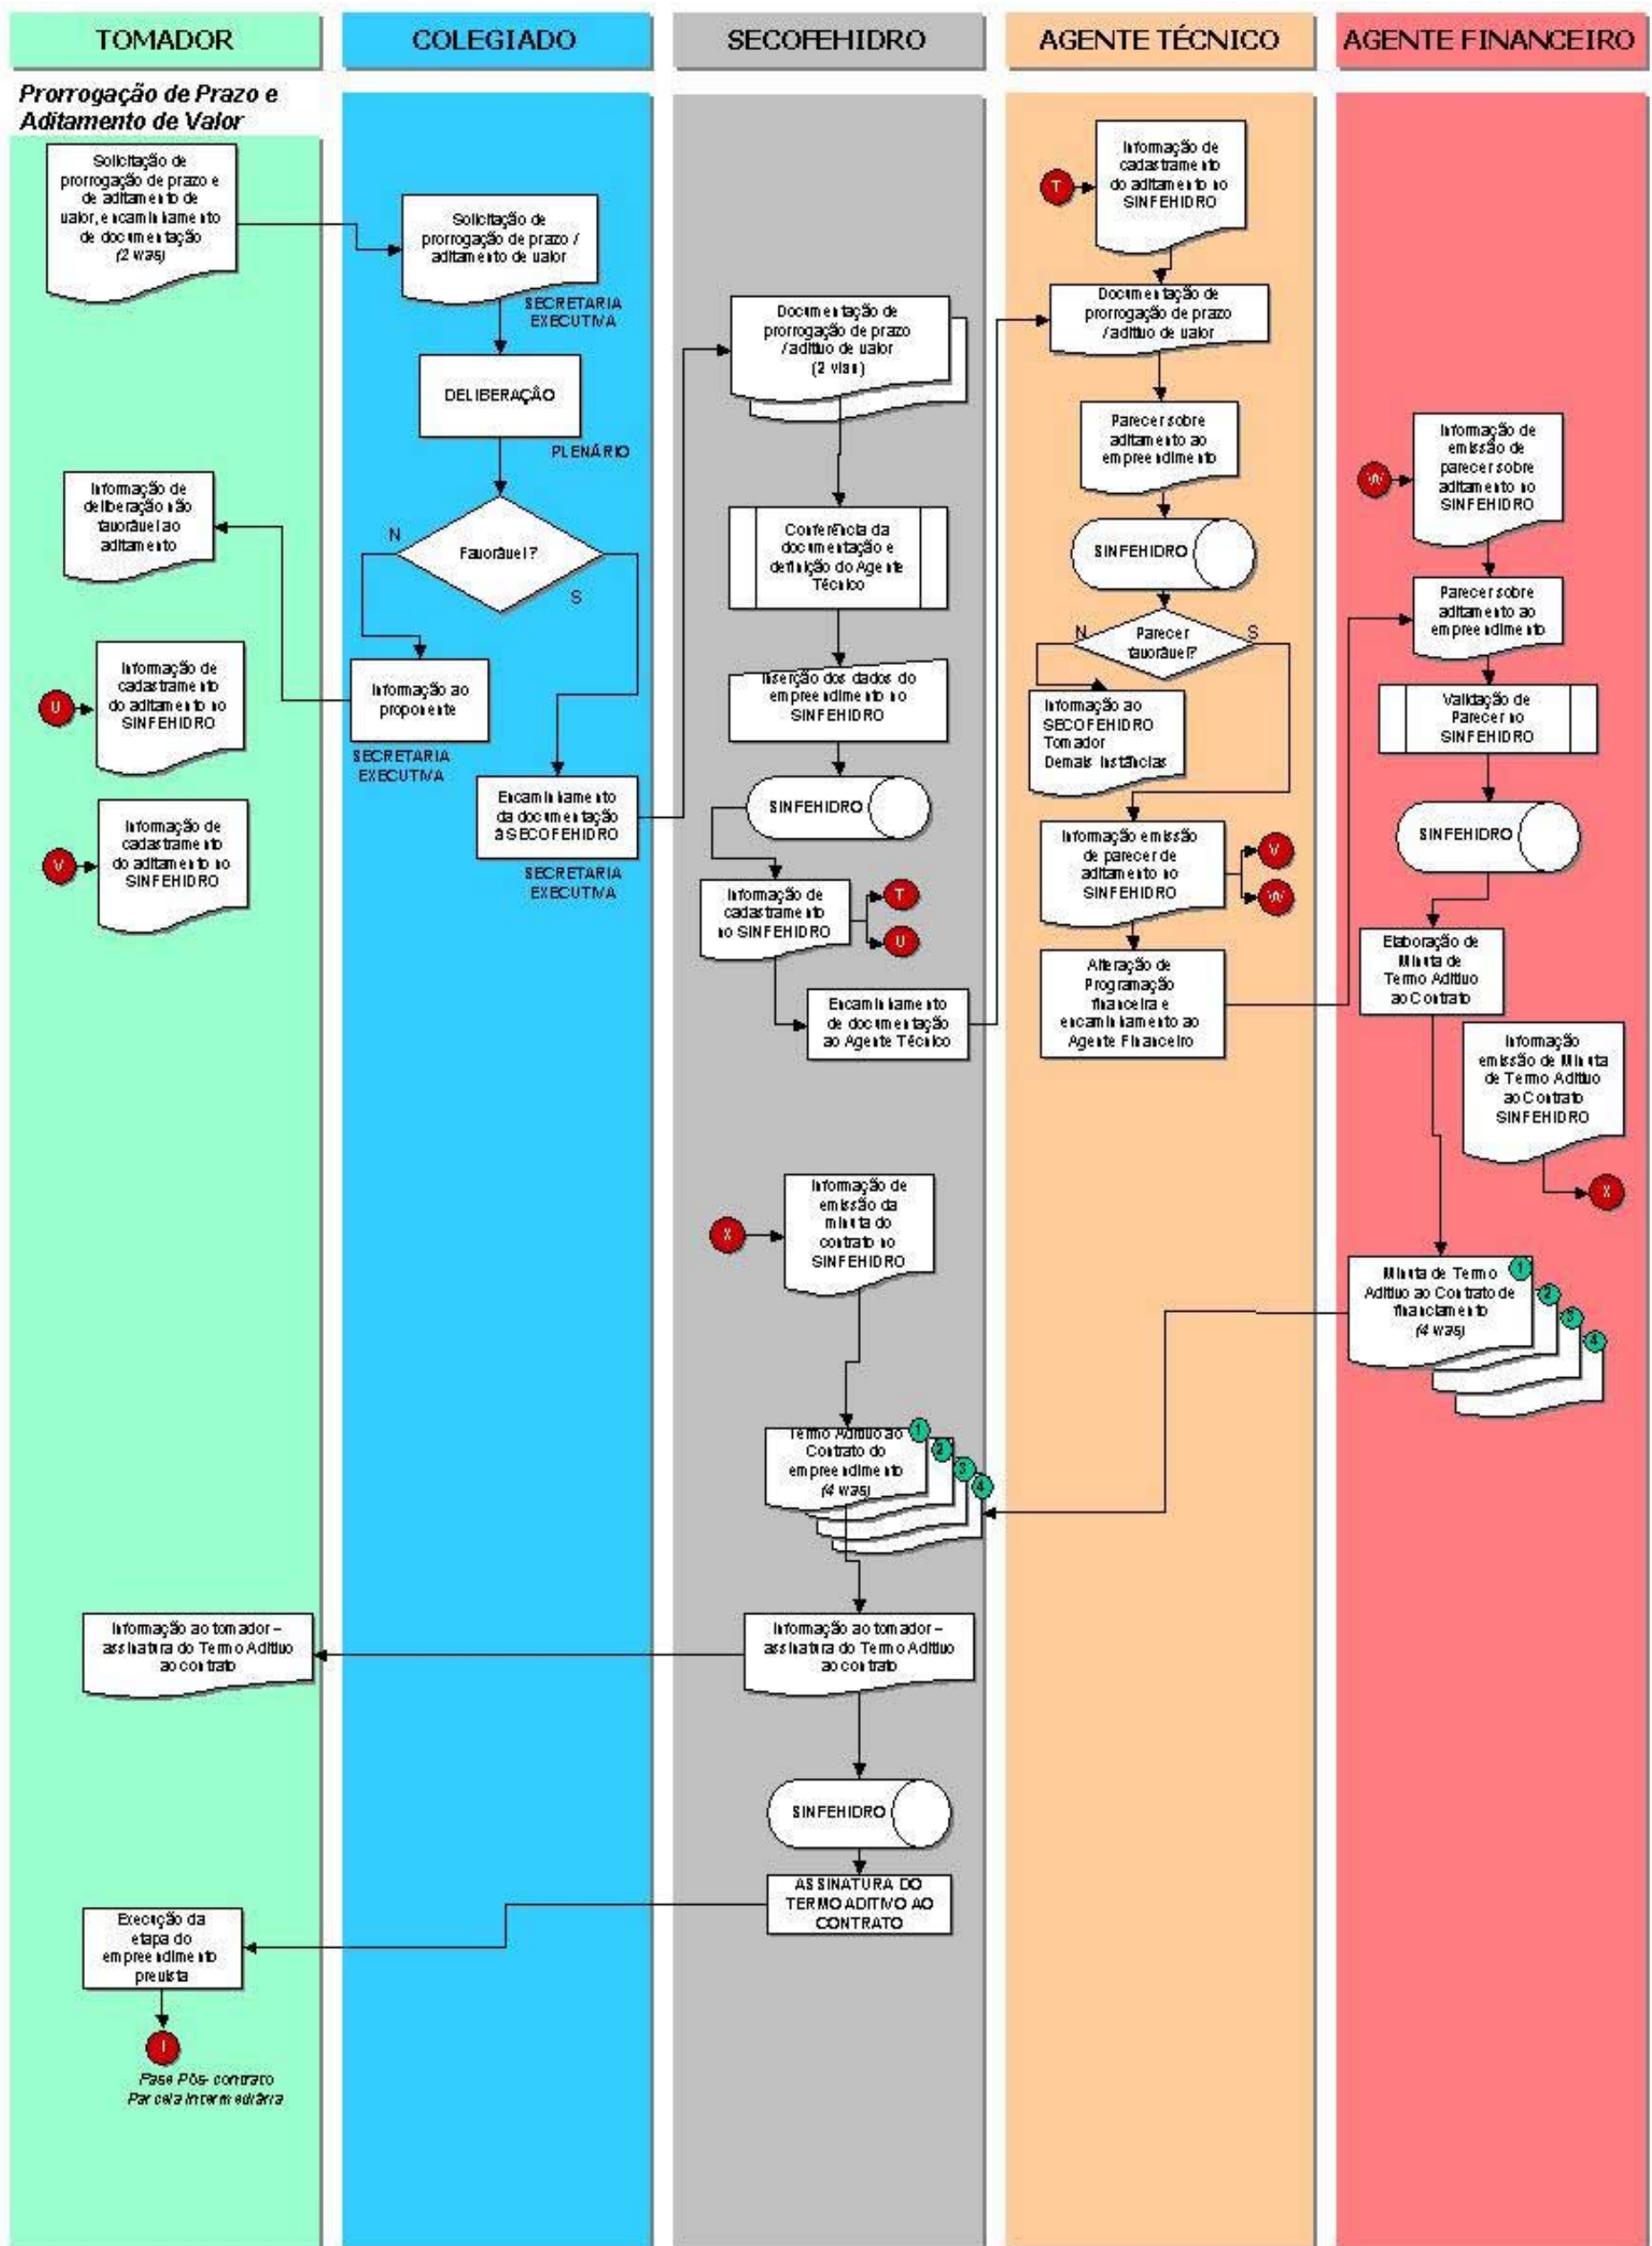 TOMADOR
COLEGIADO
SECOFEHIDRO
AGENTE TÉCNICO
AGENTE FINANCEIRO
Prorrogação de Prazo e
Aditamento de Valor
Solicitação de
prorrogação de prazo e
de aditamento de
valor, encaminhamento
de documentação
(2 vias)
Informação de
deliberação não
favorável ao
aditamento
U
Informação de
cadastramento
do aditamento no
SINFEHIDRO
V
Informação de
cadastramento
do aditamento no
SINFEHIDRO
Informação ao tomador –
assinatura do Termo Aditivo
ao contrato
Execução da
etapa do
empreendimento
prevista
I
Fase Pós- contrato
Parcela Intermediária
Solicitação de
prorrogação de prazo /
aditamento de valor
SECRETARIA
EXECUTIVA
DELIBERAÇÃO
PLENÁRIO
Favorável?
N
S
Informação ao
proponente
SECRETARIA
EXECUTIVA
Encaminhamento
da documentação
à SECOFEHIDRO
SECRETARIA
EXECUTIVA
Documentação de
prorrogação de prazo
/ aditivo de valor
(2 vias)
Conferência da
documentação e
definição do Agente
Técnico
Inserção dos dados do
empreendimento no
SINFEHIDRO
SINFEHIDRO
Informação de
cadastramento
no SINFEHIDRO
T
U
Encaminhamento
de documentação
ao Agente Técnico
X
Informação de
emissão da
minuta do
contrato no
SINFEHIDRO
Termo Aditivo ao
Contrato do
empreendimento
(4 vias)
1
2
3
4
Informação ao tomador –
assinatura do Termo Aditivo
ao contrato
SINFEHIDRO
ASSINATURA DO
TERMO ADITIVO AO
CONTRATO
T
Informação de
cadastramento
do aditamento no
SINFEHIDRO
Documentação de
prorrogação de prazo
/ aditivo de valor
Parecer sobre
aditamento ao
empreendimento
SINFEHIDRO
Parecer
favorável?
N
S
Informação ao
SECOFEHIDRO
Tomador
Demais Instâncias
Informação emissão
de parecer de
aditamento no
SINFEHIDRO
V
W
Alteração de
Programação
financeira e
encaminhamento ao
Agente Financeiro
W
Informação de
emissão de
parecer sobre
aditamento no
SINFEHIDRO
Parecer sobre
aditamento ao
empreendimento
Validação de
Parecer no
SINFEHIDRO
SINFEHIDRO
Elaboração de
Minuta de
Termo Aditivo
ao Contrato
Informação
emissão de Minuta
de Termo Aditivo
ao Contrato
SINFEHIDRO
X
Minuta de Termo
Aditivo ao Contrato de
financiamento
(4 vias)
1
2
3
4